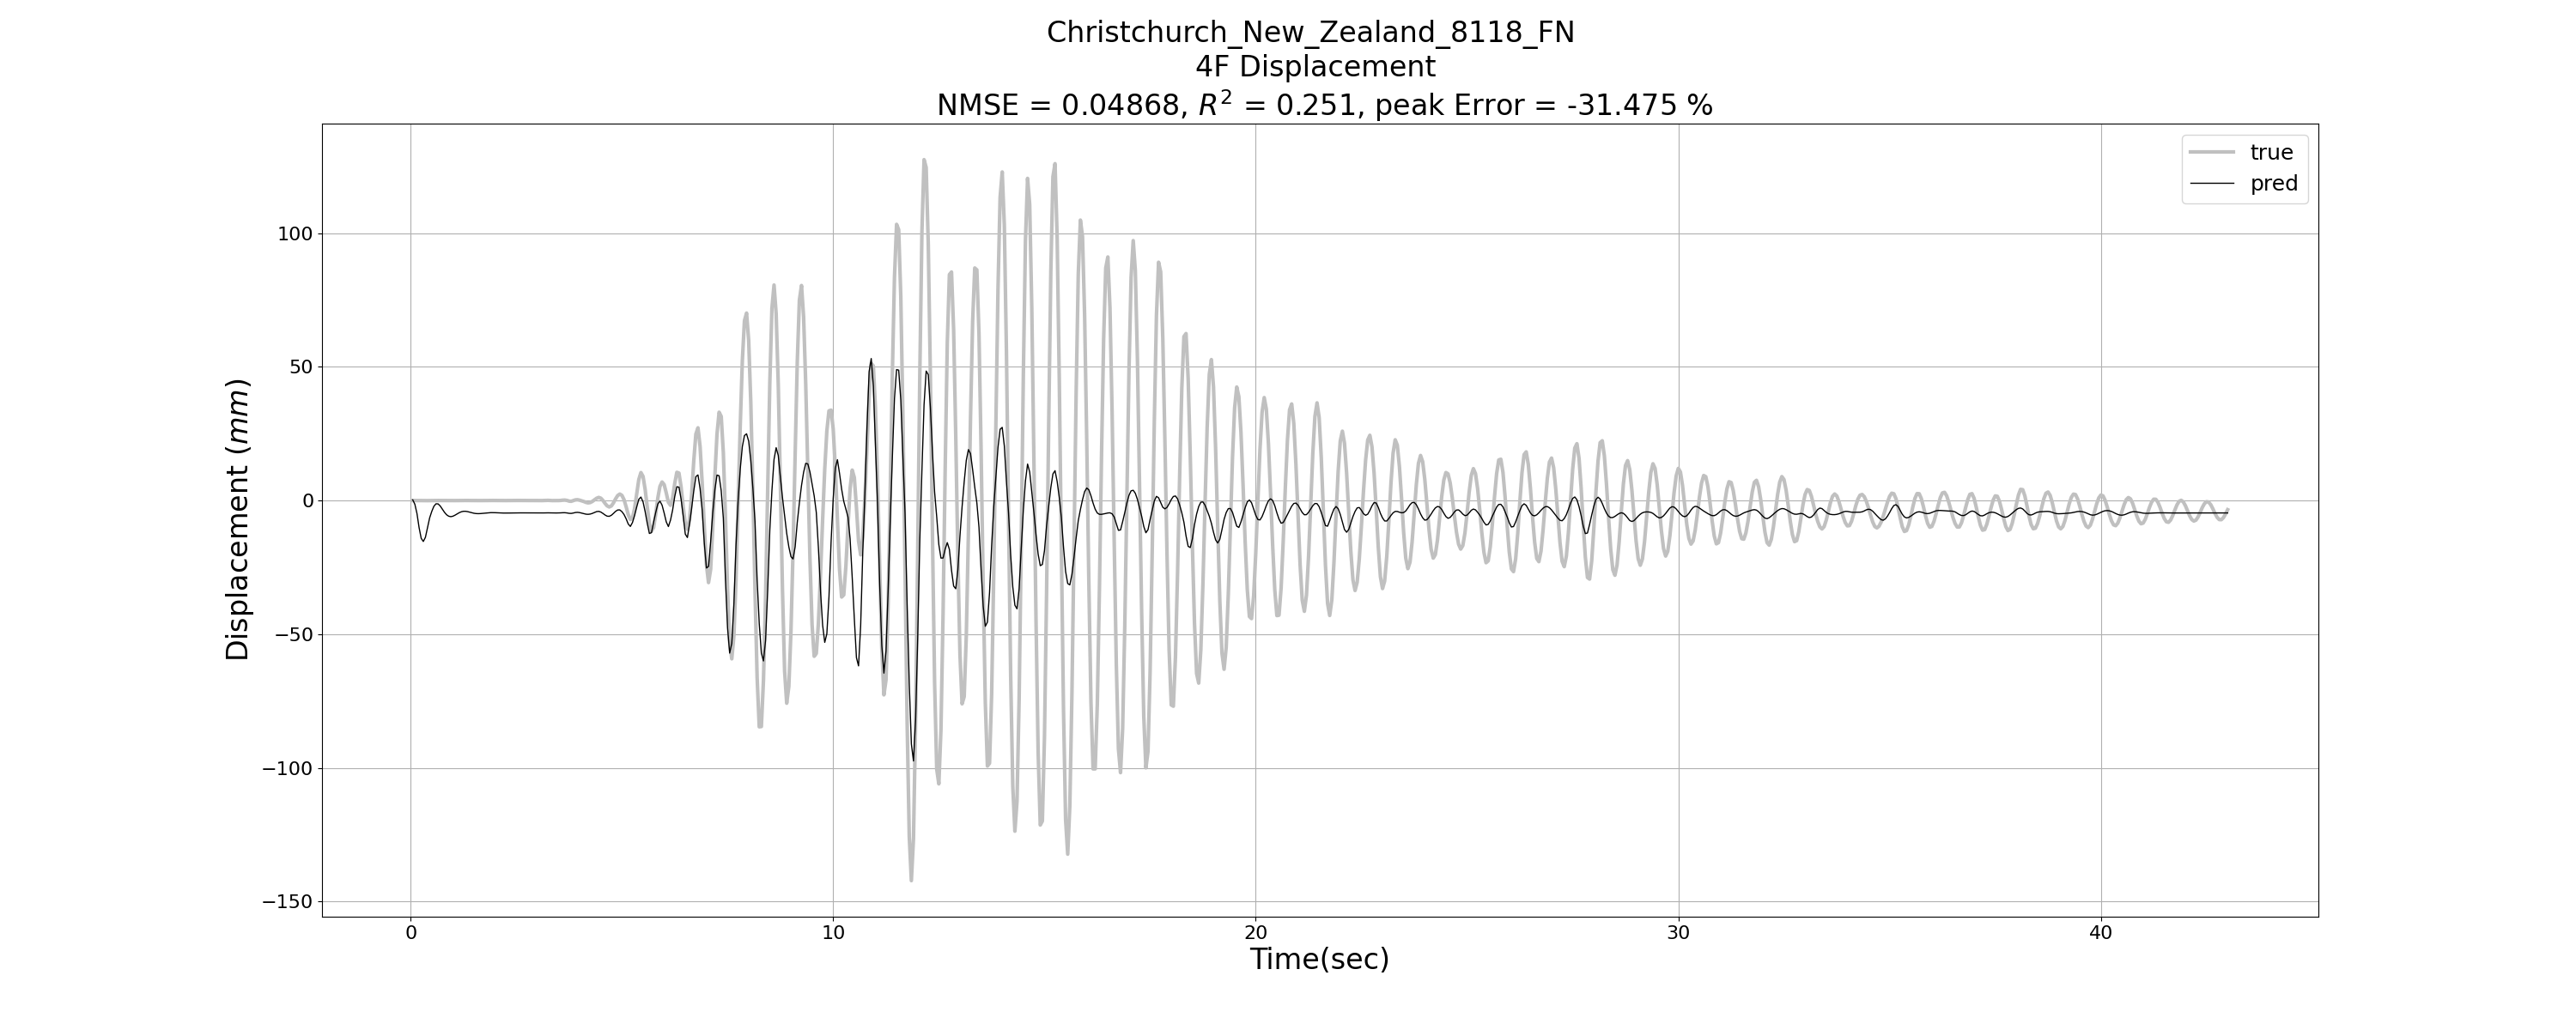 Christchurch_New_Zealand_8118_FN
4F Displacement
NMSE = 0.04868, R² = 0.251, peak Error = -31.475 %
true
pred
Displacement (mm)
100
50
0
−50
−100
−150
0
10
20
30
40
Time(sec)